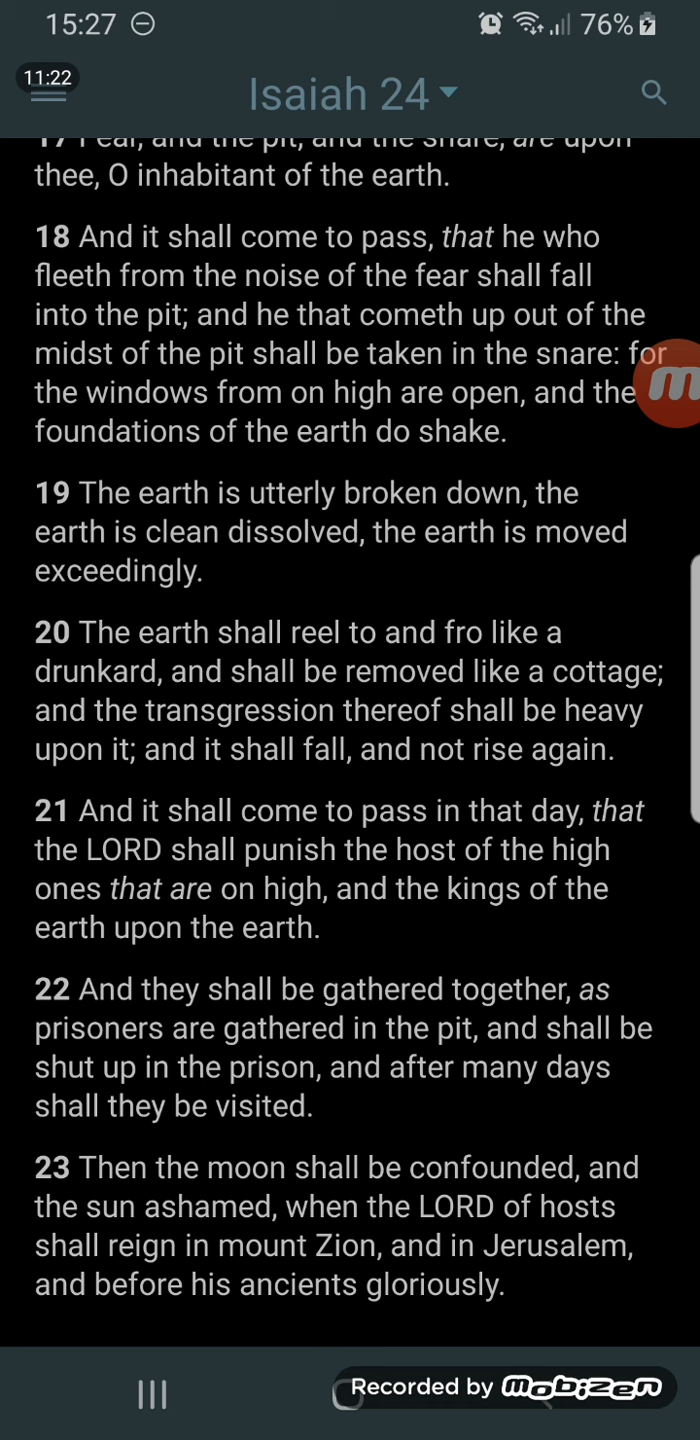 15:27 76%
11:22
Isaiah 24
17 Fear, and the pit, and the snare, are upon
thee, O inhabitant of the earth.
18 And it shall come to pass, that he who
fleeth from the noise of the fear shall fall
into the pit; and he that cometh up out of the
midst of the pit shall be taken in the snare: for
the windows from on high are open, and the
foundations of the earth do shake.
19 The earth is utterly broken down, the
earth is clean dissolved, the earth is moved
exceedingly.
20 The earth shall reel to and fro like a
drunkard, and shall be removed like a cottage;
and the transgression thereof shall be heavy
upon it; and it shall fall, and not rise again.
21 And it shall come to pass in that day, that
the LORD shall punish the host of the high
ones that are on high, and the kings of the
earth upon the earth.
22 And they shall be gathered together, as
prisoners are gathered in the pit, and shall be
shut up in the prison, and after many days
shall they be visited.
23 Then the moon shall be confounded, and
the sun ashamed, when the LORD of hosts
shall reign in mount Zion, and in Jerusalem,
and before his ancients gloriously.
Recorded by mobizen